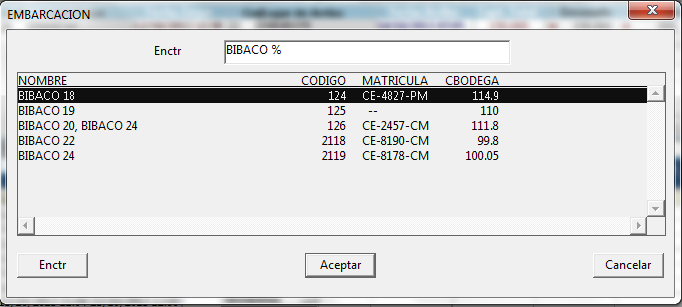 EMBARCACION
Enctr BIBACO %
NOMBRE CODIGO MATRICULA CBODEGA
BIBACO 18 124 CE-4827-PM 114.9
BIBACO 19 125 -- 110
BIBACO 20, BIBACO 24 126 CE-2457-CM 111.8
BIBACO 22 2118 CE-8190-CM 99.8
BIBACO 24 2119 CE-8178-CM 100.05
Enctr Aceptar Cancelar